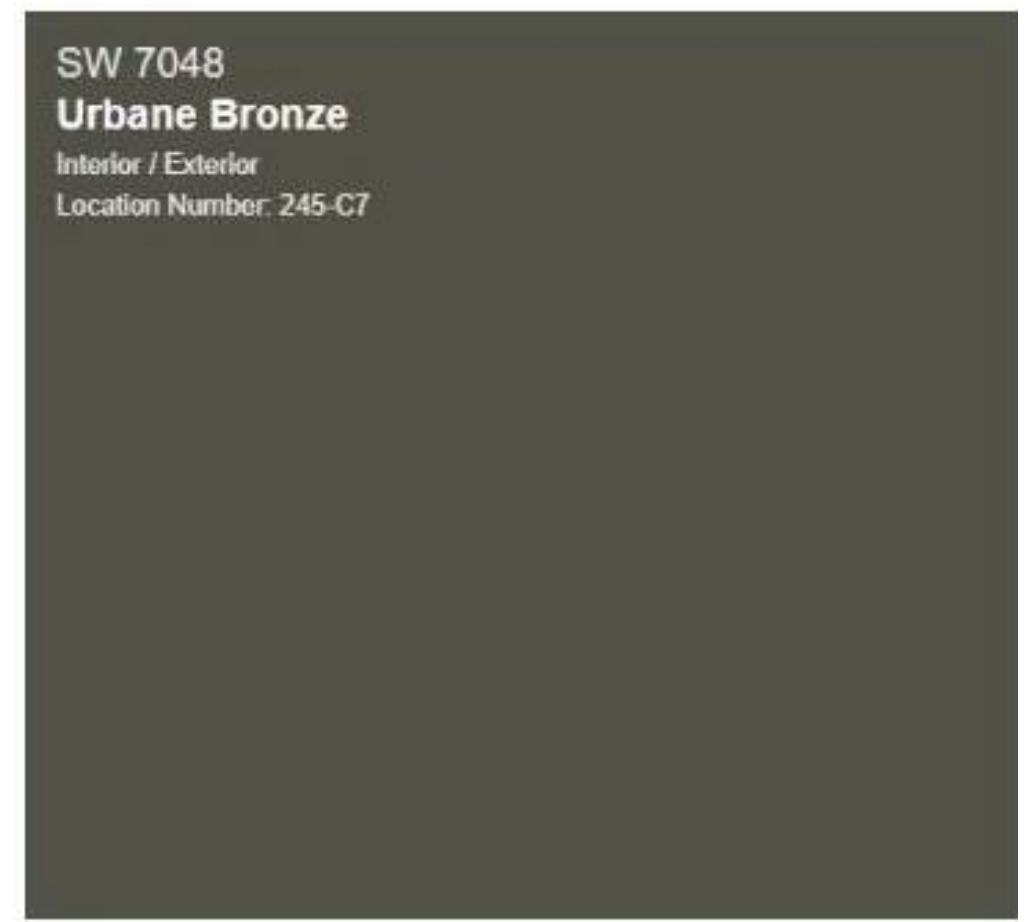 SW 7048
Urbane Bronze
Interior / Exterior
Location Number: 245-C7